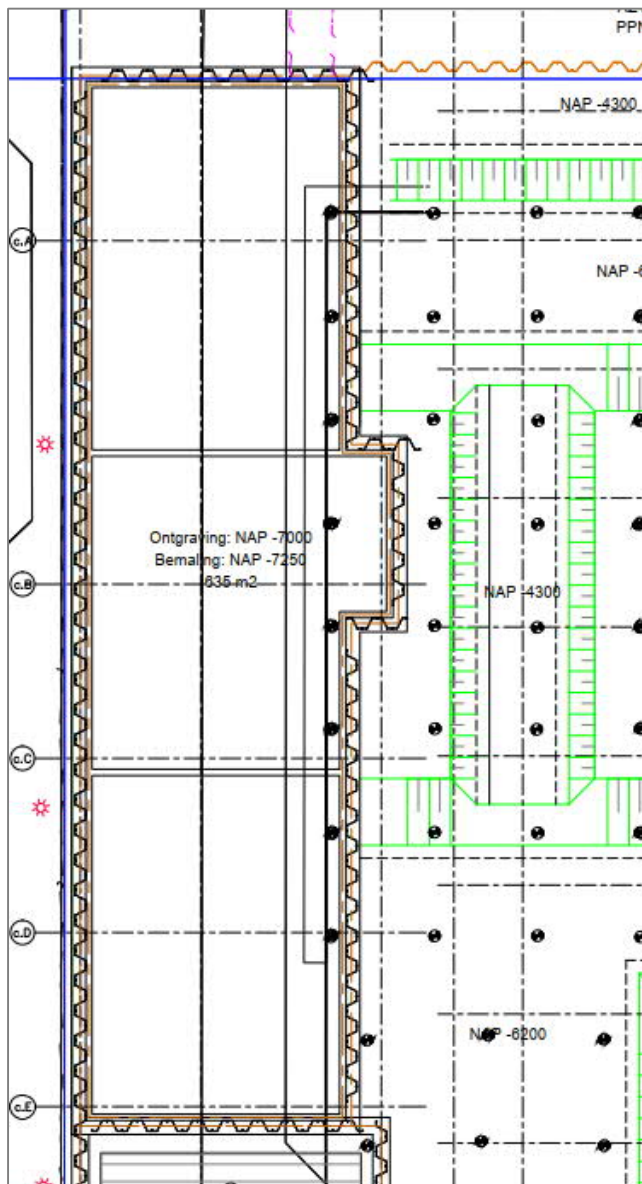 PPN
NAP -4300
c.A
NAP -6
Ontgraving: NAP -7000
Bemaling: NAP -7250
635 m2
c.B
NAP -4300
c.C
c.D
NAP -6200
c.E